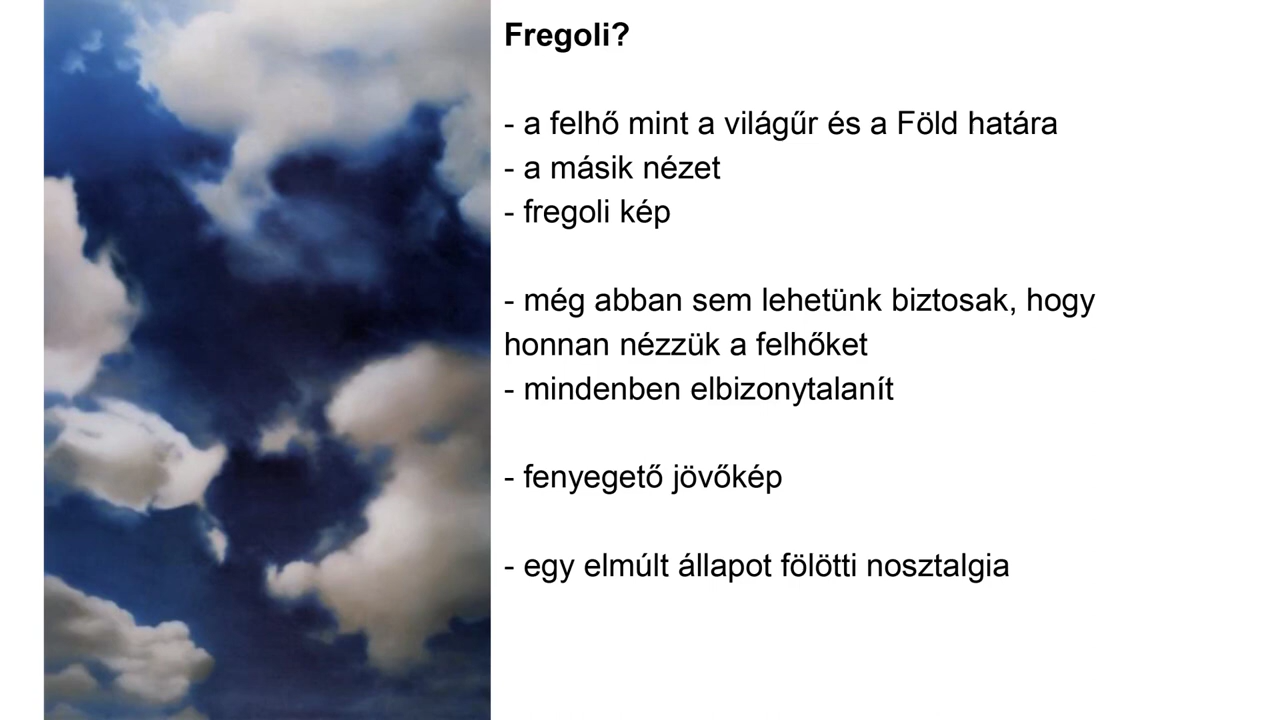 Fregoli?
- a felhő mint a világűr és a Föld határa
- a másik nézet
- fregoli kép
- még abban sem lehetünk biztosak, hogy
honnan nézzük a felhőket
- mindenben elbizonytalanít
- fenyegető jövőkép
- egy elmúlt állapot fölötti nosztalgia